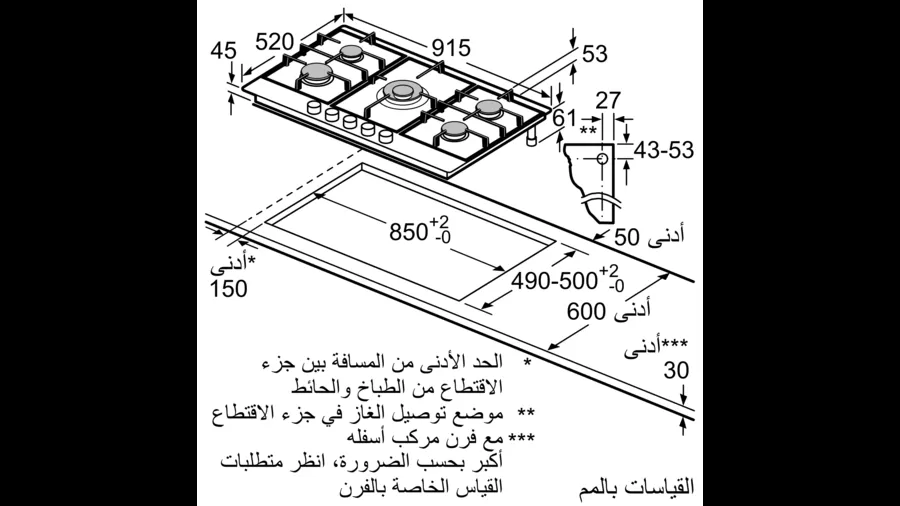 45
520
915
53
27
61
**
43-53
850+2-0
أدنى 50
490-500+2-0
*أدنى
150
أدنى 600
***أدنى
30
* الحد الأدنى من المسافة بين جزء
الاقتطاع من الطباخ والحائط
** موضع توصيل الغاز في جزء الاقتطاع
*** مع فرن مركب أسفله
أكبر بحسب الضرورة، انظر متطلبات
القياس الخاصة بالفرن
القياسات بالمم